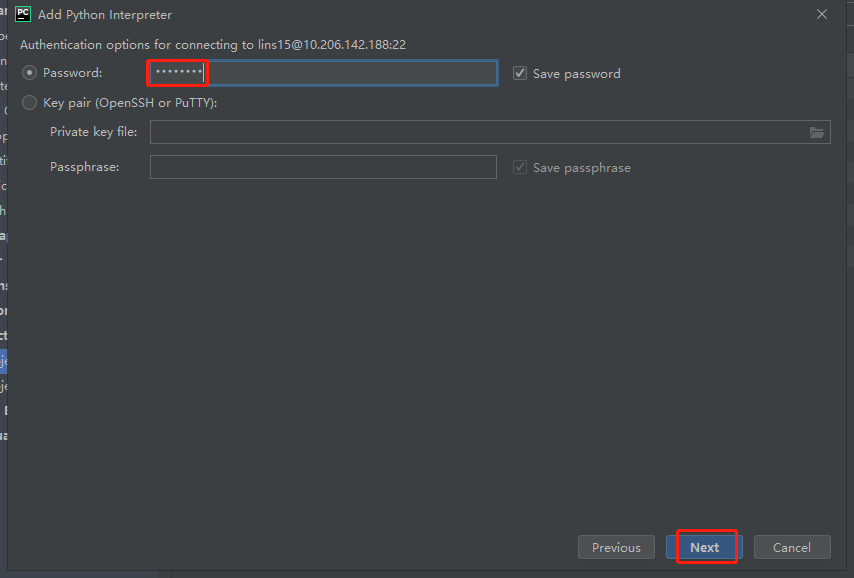 PC Add Python Interpreter
Authentication options for connecting to lins15@10.206.142.188:22
Password: •••••••• Save password
Key pair (OpenSSH or PuTTY):
Private key file:
Passphrase: Save passphrase
Previous Next Cancel